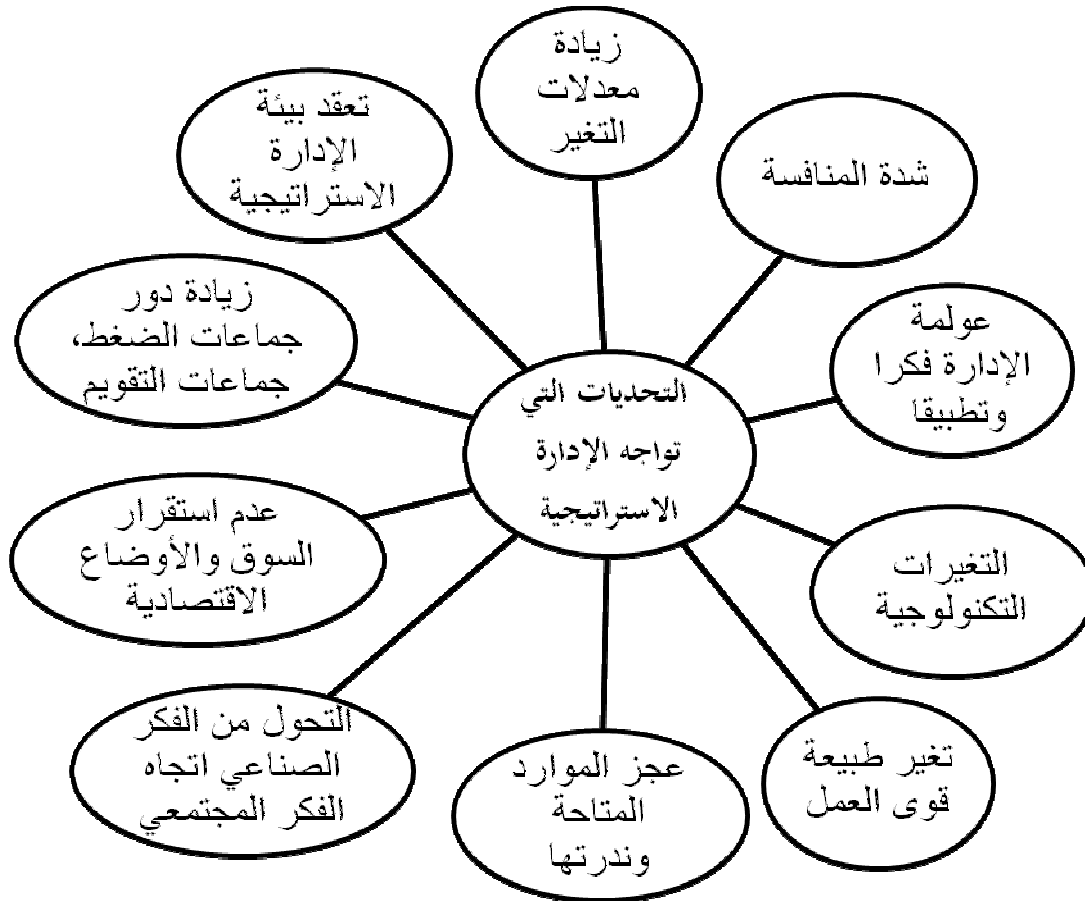 التحديات التي
تواجه الإدارة
الاستراتيجية
زيادة
معدلات
التغير
شدة المنافسة
عولمة
الإدارة فكرا
وتطبيقا
التغيرات
التكنولوجية
تغير طبيعة
قوى العمل
عجز الموارد
المتاحة
وندرتها
التحول من الفكر
الصناعي اتجاه
الفكر المجتمعي
عدم استقرار
السوق والأوضاع
الاقتصادية
زيادة دور
جماعات الضغط،
جماعات التقويم
تعقد بيئة
الإدارة
الاستراتيجية